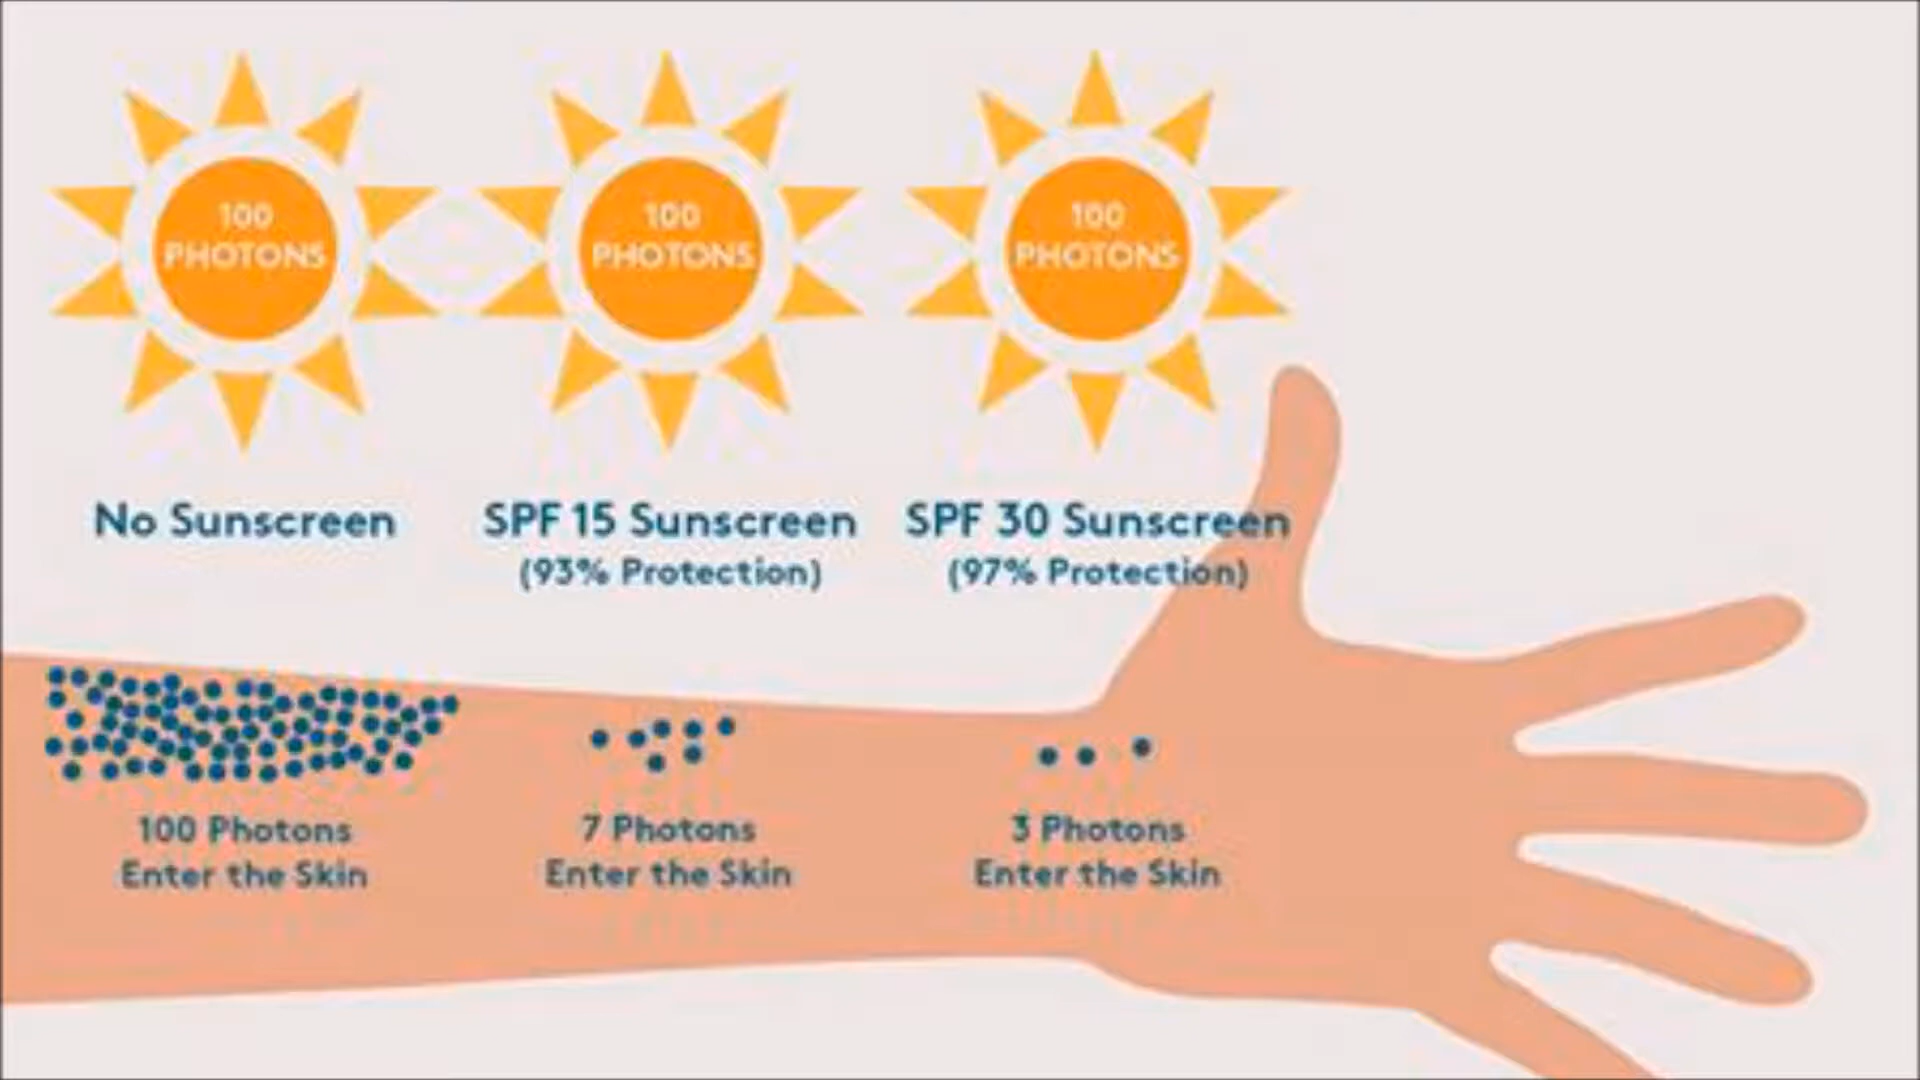 100
PHOTONS
100
PHOTONS
100
PHOTONS
No Sunscreen
SPF 15 Sunscreen
(93% Protection)
SPF 30 Sunscreen
(97% Protection)
100 Photons
Enter the Skin
7 Photons
Enter the Skin
3 Photons
Enter the Skin